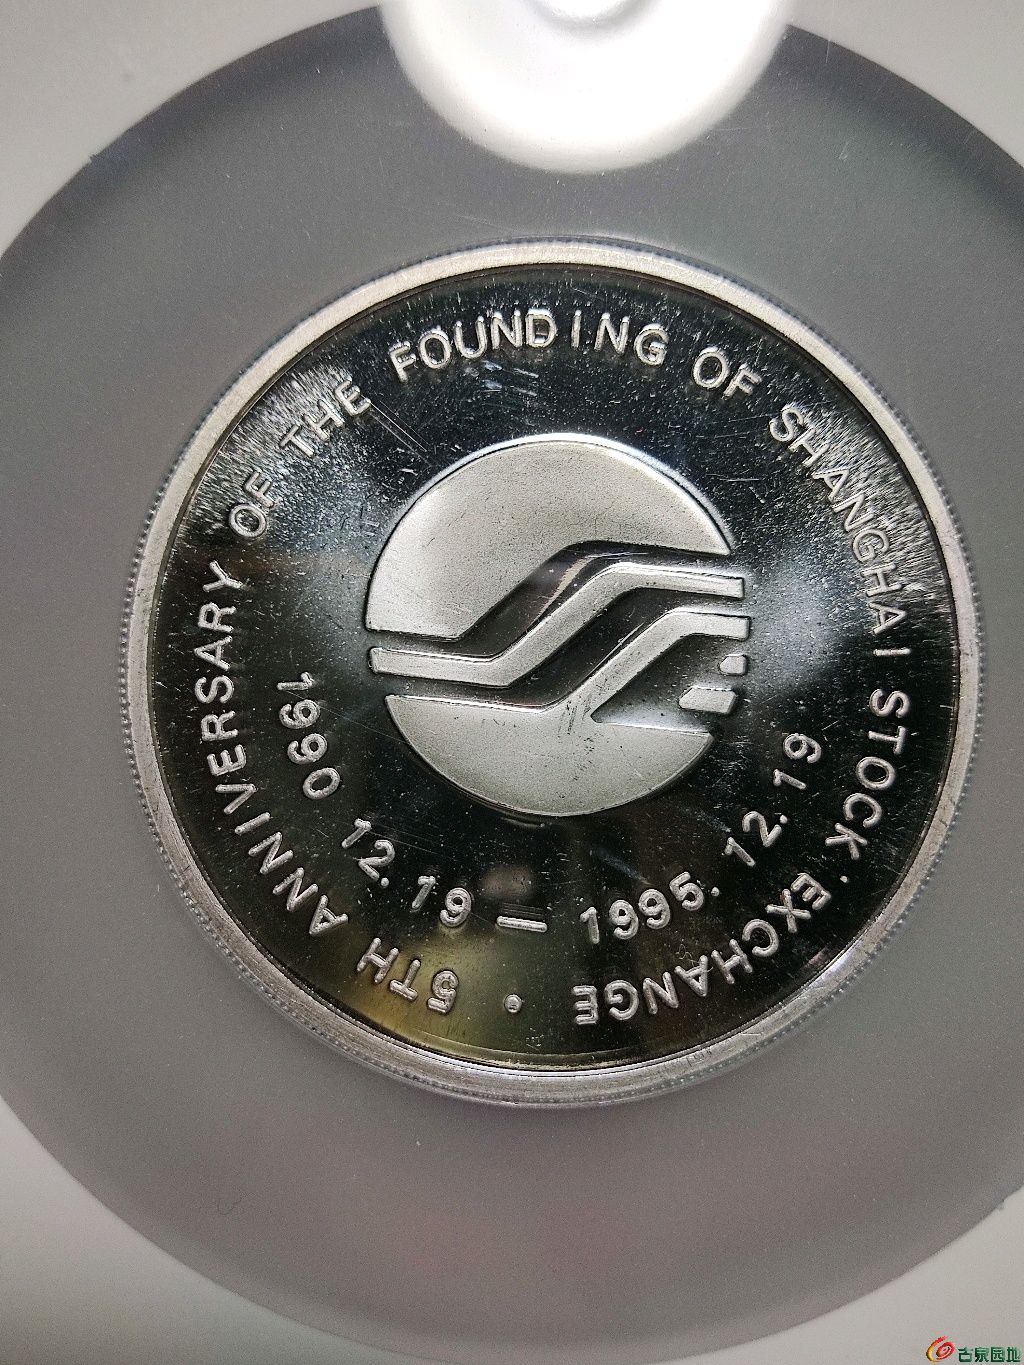 5TH ANNIVERSARY OF THE FOUNDING OF SHANGHAI STOCK EXCHANGE
1990 12.19 — 1995.12.19
古泉园地